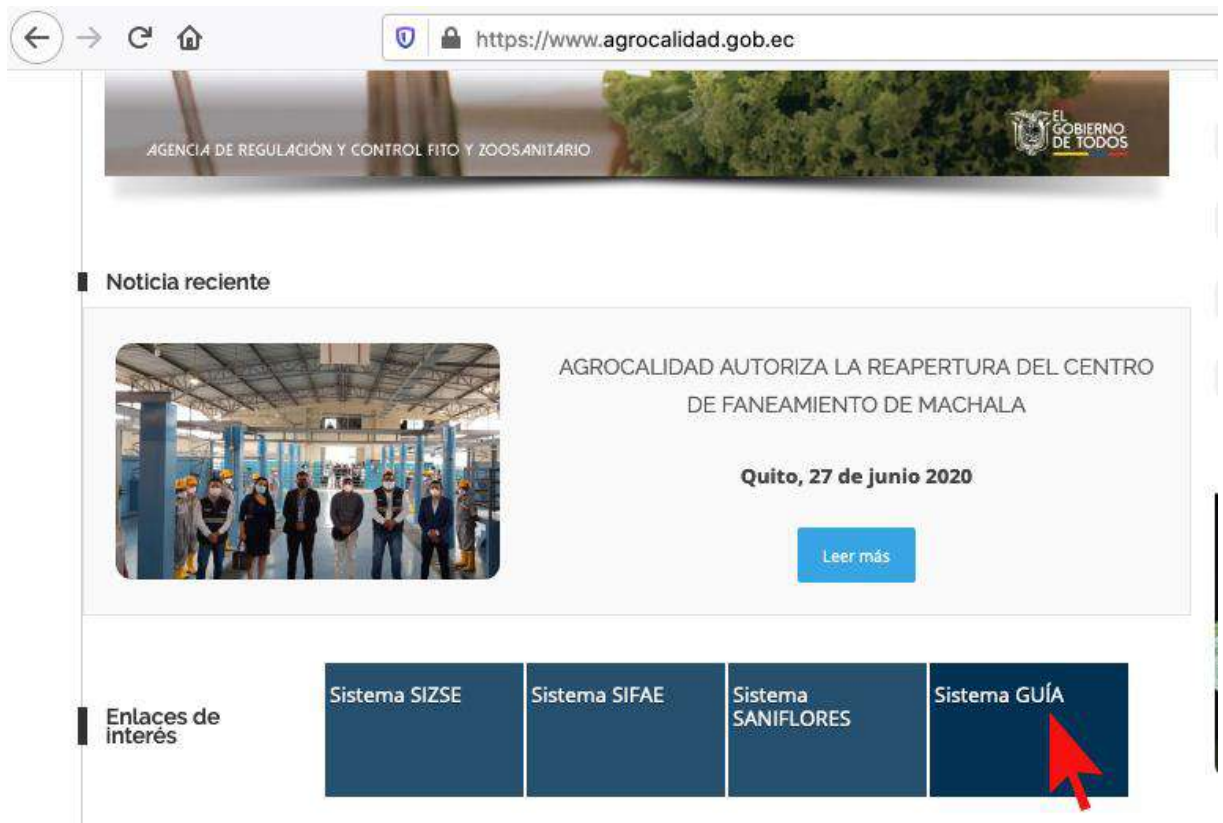 https://www.agrocalidad.gob.ec
AGENCIA DE REGULACIÓN Y CONTROL FITO Y ZOOSANITARIO
EL
GOBIERNO
DE TODOS
Noticia reciente
AGROCALIDAD AUTORIZA LA REAPERTURA DEL CENTRO
DE FANEAMIENTO DE MACHALA
Quito, 27 de junio 2020
Leer más
Enlaces de
interés
Sistema SIZSE
Sistema SIFAE
Sistema
SANIFLORES
Sistema GUÍA